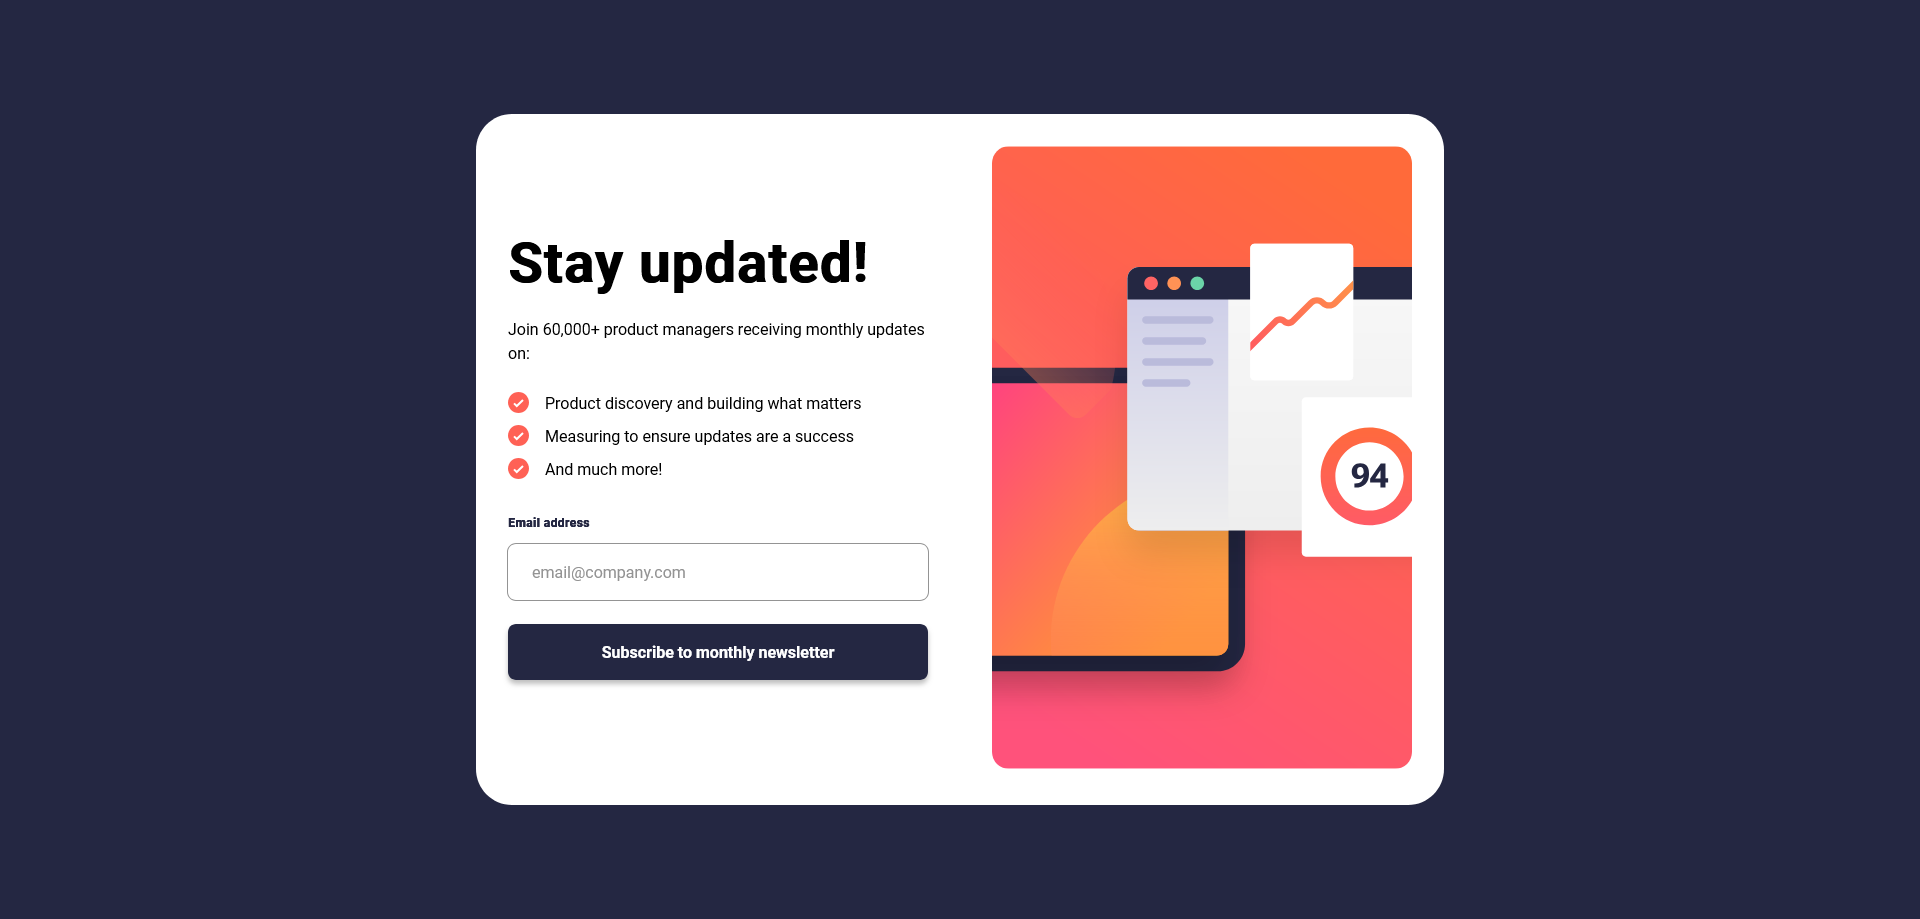 Stay updated!
Join 60,000+ product managers receiving monthly updates
on:
Product discovery and building what matters
Measuring to ensure updates are a success
And much more!
Email address
email@company.com
Subscribe to monthly newsletter
94